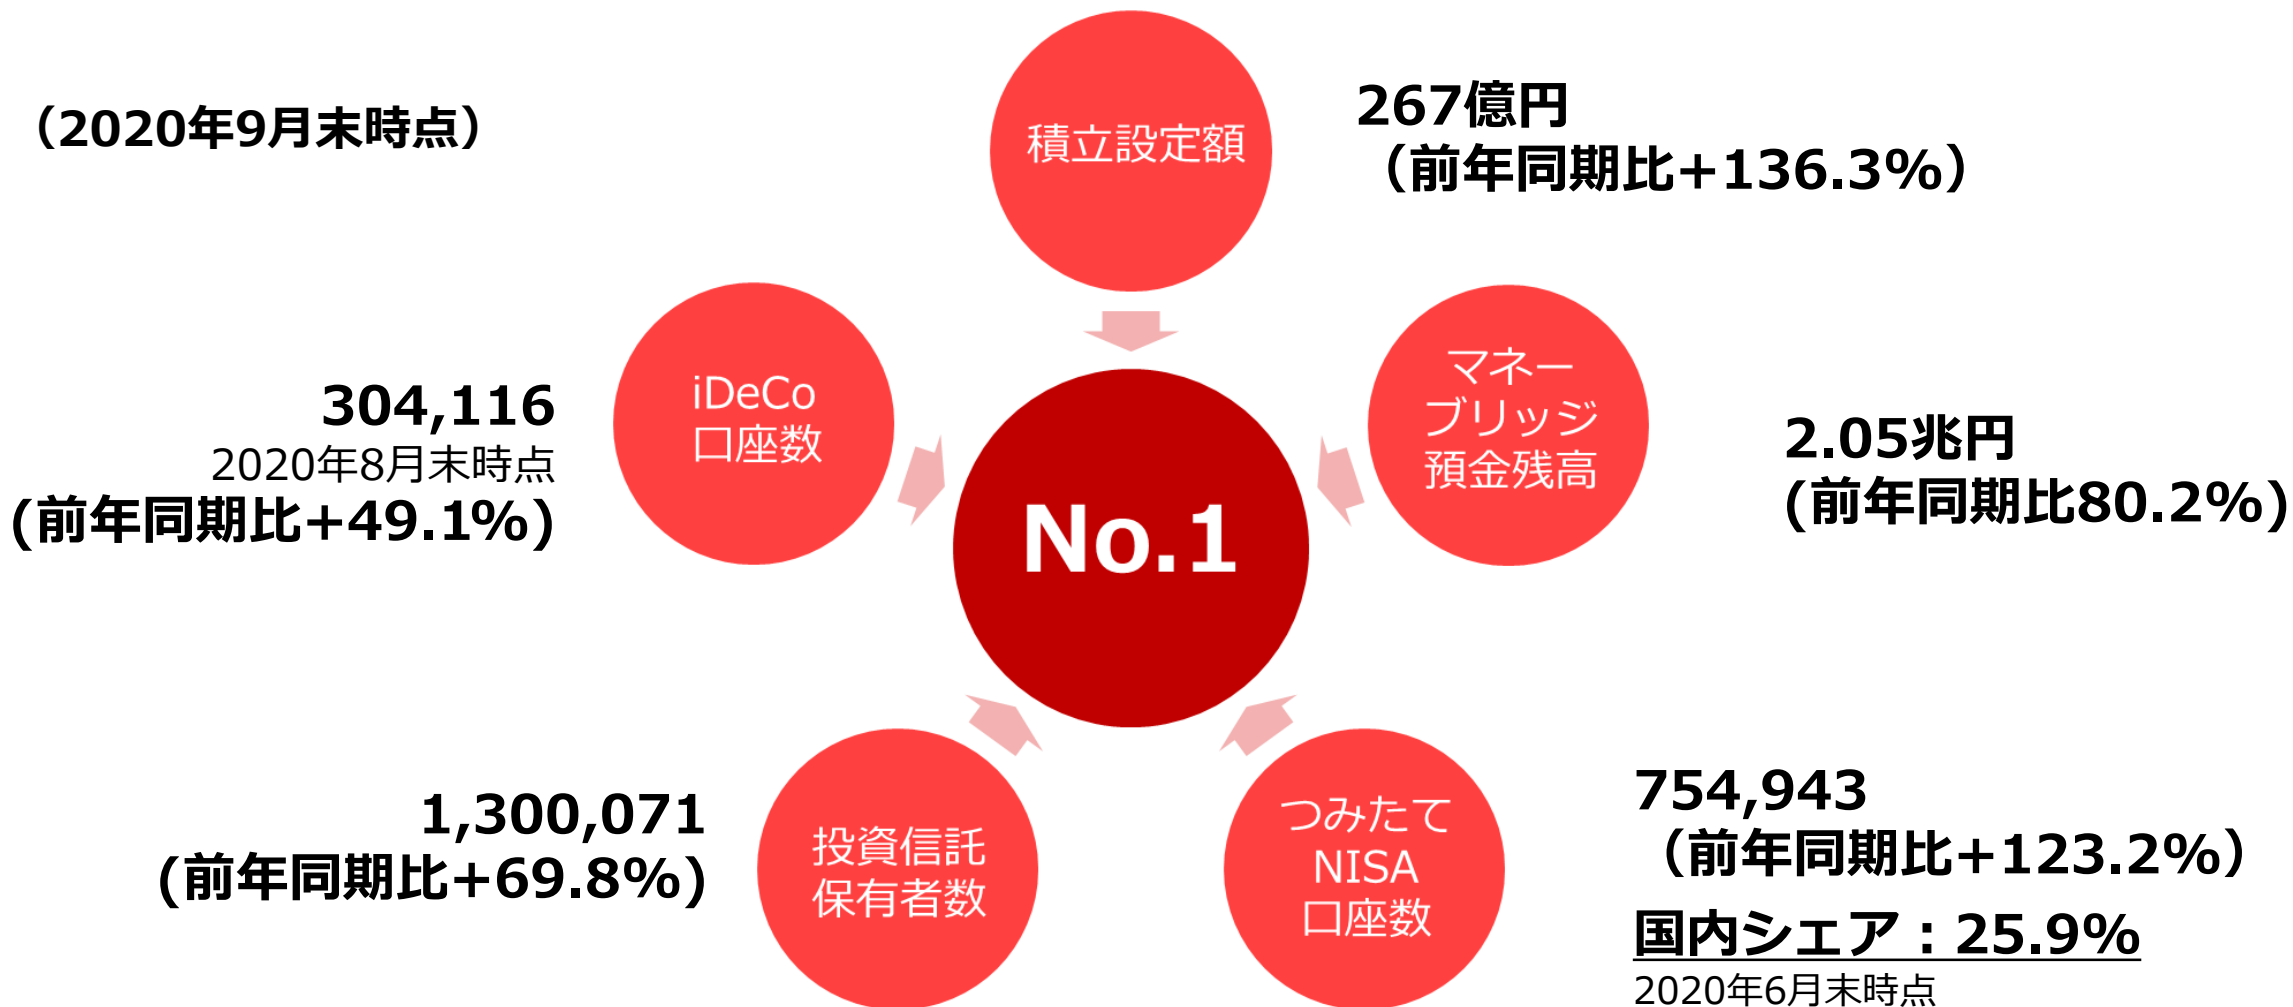 （2020年9月末時点）
積立設定額
267億円
（前年同期比+136.3%）
iDeCo
口座数
304,116
2020年8月末時点
(前年同期比+49.1%)
マネー
ブリッジ
預金残高
2.05兆円
(前年同期比80.2%)
No.1
投資信託
保有者数
1,300,071
(前年同期比+69.8%)
つみたて
NISA
口座数
754,943
（前年同期比+123.2%）
国内シェア：25.9%
2020年6月末時点